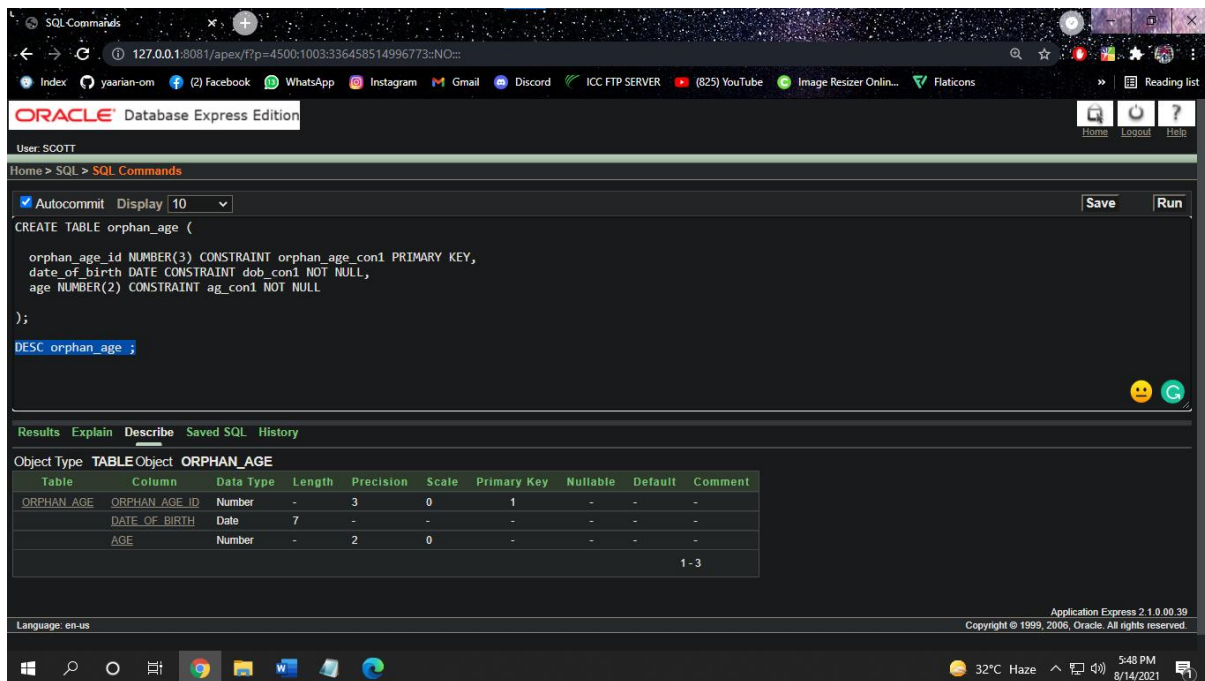 SQL Commands
127.0.0.1:8081/apex/f?p=4500:1003:336458514996773::NO:::
Index yaarian-om (2) Facebook WhatsApp Instagram Gmail Discord ICC FTP SERVER (825) YouTube Image Resizer Onlin... Flaticons » Reading list
ORACLE Database Express Edition
Home Logout Help
User: SCOTT
Home > SQL > SQL Commands
Autocommit Display 10 Save Run
CREATE TABLE orphan_age (
orphan_age_id NUMBER(3) CONSTRAINT orphan_age_con1 PRIMARY KEY,
date_of_birth DATE CONSTRAINT dob_con1 NOT NULL,
age NUMBER(2) CONSTRAINT ag_con1 NOT NULL
);
DESC orphan_age ;
Results Explain Describe Saved SQL History
Object Type TABLE Object ORPHAN_AGE
Table Column Data Type Length Precision Scale Primary Key Nullable Default Comment
ORPHAN_AGE ORPHAN_AGE_ID Number - 3 0 1 - - -
DATE_OF_BIRTH Date 7 - - - - - -
AGE Number - 2 0 - - - -
1 - 3
Application Express 2.1.0.00.39
Language: en-us Copyright © 1999, 2006, Oracle. All rights reserved.
32°C Haze 5:48 PM
8/14/2021